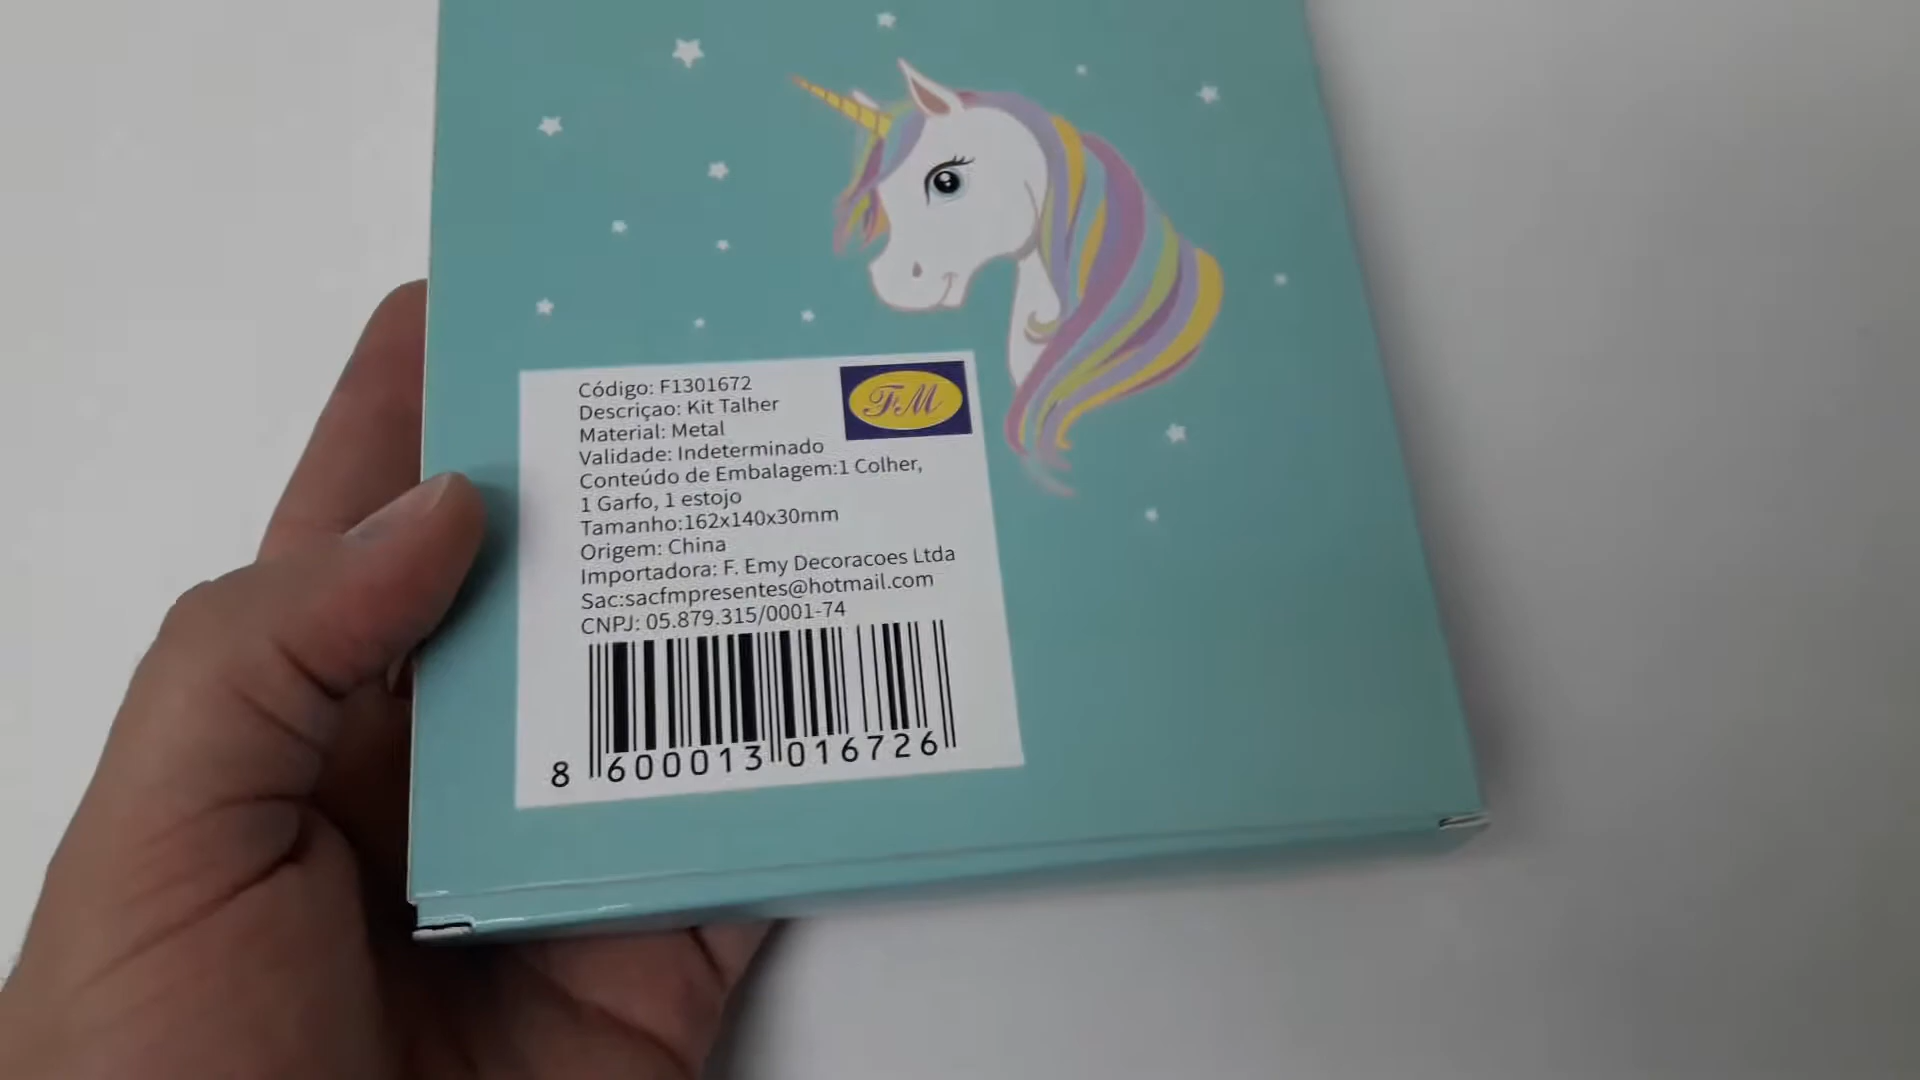 FM
Código: F1301672
Descriçao: Kit Talher
Material: Metal
Validade: Indeterminado
Conteúdo de Embalagem:1 Colher,
1 Garfo, 1 estojo
Tamanho:162x140x30mm
Origem: China
Importadora: F. Emy Decoracoes Ltda
Sac:sacfmpresentes@hotmail.com
CNPJ: 05.879.315/0001-74
8 600013 016726